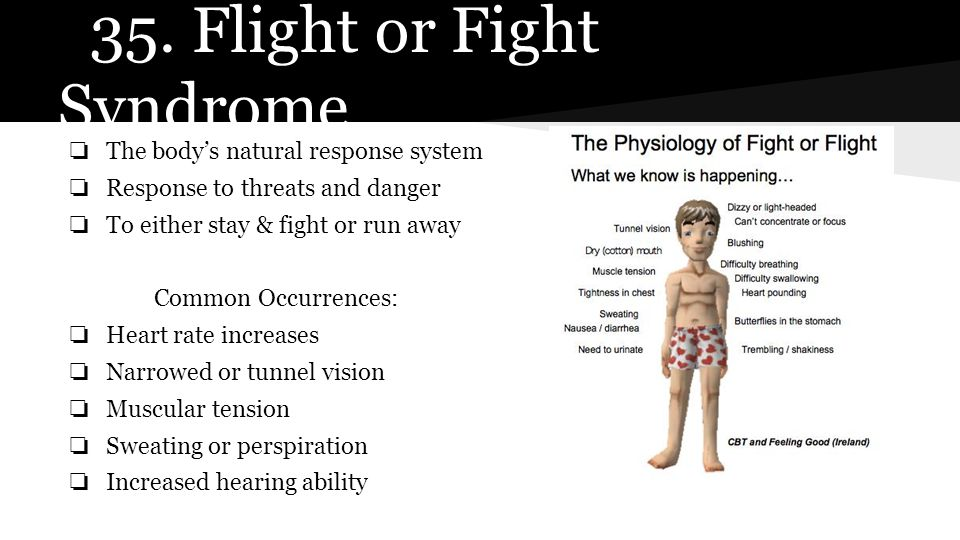 35. Flight or Fight
Syndrome
❏ The body’s natural response system
❏ Response to threats and danger
❏ To either stay & fight or run away
Common Occurrences:
❏ Heart rate increases
❏ Narrowed or tunnel vision
❏ Muscular tension
❏ Sweating or perspiration
❏ Increased hearing ability
The Physiology of Fight or Flight
What we know is happening...
Tunnel vision
Dry (cotton) mouth
Muscle tension
Tightness in chest
Sweating
Nausea / diarrhea
Need to urinate
Dizzy or light-headed
Can't concentrate or focus
Blushing
Difficulty breathing
Difficulty swallowing
Heart pounding
Butterflies in the stomach
Trembling / shakiness
CBT and Feeling Good (Ireland)